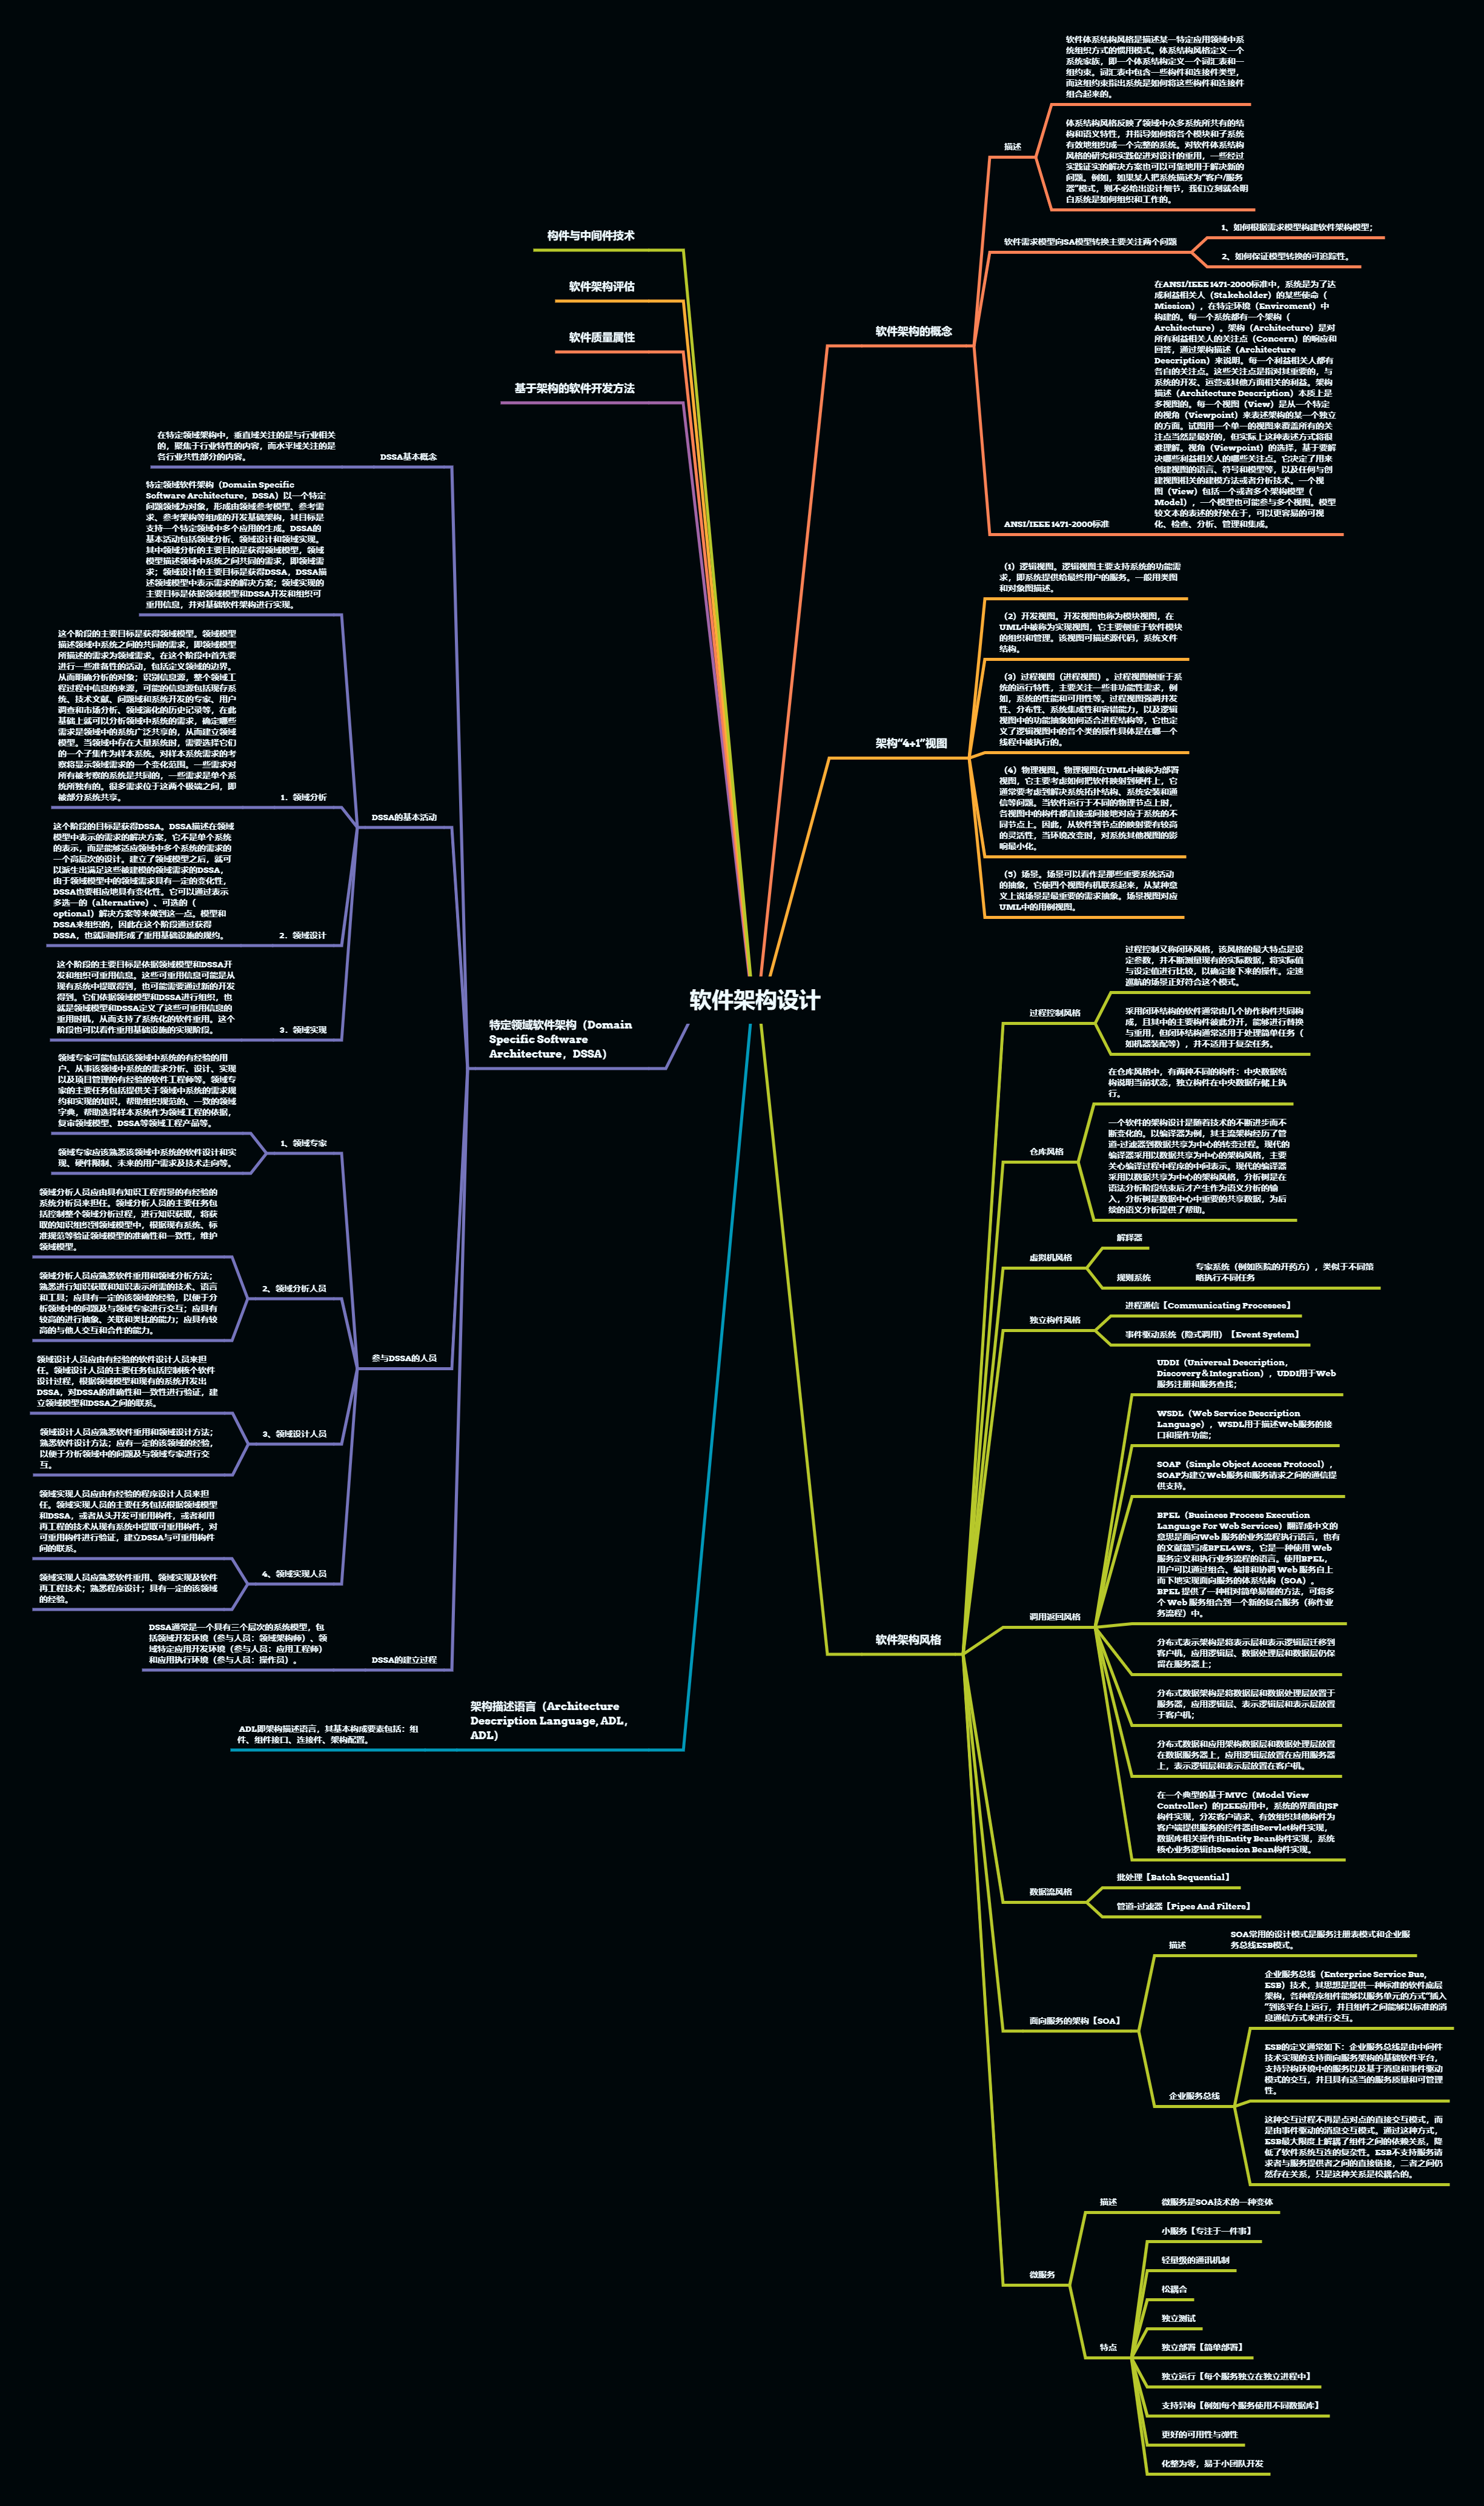 软件架构设计
软件架构的概念
描述
软件体系结构风格是描述某一特定应用领域中系
统组织方式的惯用模式。体系结构风格定义一个
系统家族，即一个体系结构定义一个词汇表和一
组约束。词汇表中包含一些构件和连接件类型，
而这组约束指出系统是如何将这些构件和连接件
组合起来的。
体系结构风格反映了领域中众多系统所共有的结
构和语义特性，并指导如何将各个模块和子系统
有效地组织成一个完整的系统。对软件体系结构
风格的研究和实践促进对设计的重用，一些经过
实践证实的解决方案也可以可靠地用于解决新的
问题。例如，如果某人把系统描述为“客户/服务
器”模式，则不必给出设计细节，我们立刻就会明
白系统是如何组织和工作的。
软件需求模型向SA模型转换主要关注两个问题
1、如何根据需求模型构建软件架构模型；
2、如何保证模型转换的可追踪性。
ANSI/IEEE 1471-2000标准
在ANSI/IEEE 1471-2000标准中，系统是为了达
成利益相关人（Stakeholder）的某些使命（
Mission），在特定环境（Enviroment）中
构建的。每一个系统都有一个架构（
Architecture）。架构（Architecture）是对
所有利益相关人的关注点（Concern）的响应和
回答，通过架构描述（Architecture
Description）来说明。每一个利益相关人都有
各自的关注点。这些关注点是指对其重要的，与
系统的开发、运营或其他方面相关的利益。架构
描述（Architecture Description）本质上是
多视图的。每一个视图（View）是从一个特定
的视角（Viewpoint）来表述架构的某一个独立
的方面。试图用一个单一的视图来覆盖所有的关
注点当然是最好的，但实际上这种表述方式将很
难理解。视角（Viewpoint）的选择，基于要解
决哪些利益相关人的哪些关注点。它决定了用来
创建视图的语言、符号和模型等，以及任何与创
建视图相关的建模方法或者分析技术。一个视
图（View）包括一个或者多个架构模型（
Model），一个模型也可能参与多个视图。模型
较文本的表述的好处在于，可以更容易的可视
化、检查、分析、管理和集成。
架构“4+1”视图
（1）逻辑视图。逻辑视图主要支持系统的功能需
求，即系统提供给最终用户的服务。一般用类图
和对象图描述。
（2）开发视图。开发视图也称为模块视图，在
UML中被称为实现视图，它主要侧重于软件模块
的组织和管理。该视图可描述源代码，系统文件
结构。
（3）过程视图（进程视图）。过程视图侧重于系
统的运行特性，主要关注一些非功能性需求，例
如，系统的性能和可用性等。过程视图强调并发
性、分布性、系统集成性和容错能力，以及逻辑
视图中的功能抽象如何适合进程结构等，它也定
义了逻辑视图中的各个类的操作具体是在哪一个
线程中被执行的。
（4）物理视图。物理视图在UML中被称为部署
视图，它主要考虑如何把软件映射到硬件上，它
通常要考虑到解决系统拓扑结构、系统安装和通
信等问题。当软件运行于不同的物理节点上时，
各视图中的构件都直接或间接地对应于系统的不
同节点上。因此，从软件到节点的映射要有较高
的灵活性，当环境改变时，对系统其他视图的影
响最小化。
（5）场景。场景可以看作是那些重要系统活动
的抽象，它使四个视图有机联系起来，从某种意
义上说场景是最重要的需求抽象。场景视图对应
UML中的用例视图。
软件架构风格
过程控制风格
过程控制又称闭环风格，该风格的最大特点是设
定参数，并不断测量现有的实际数据，将实际值
与设定值进行比较，以确定接下来的操作。定速
巡航的场景正好符合这个模式。
采用闭环结构的软件通常由几个协作构件共同构
成，且其中的主要构件彼此分开，能够进行替换
与重用，但闭环结构通常适用于处理简单任务（
如机器装配等），并不适用于复杂任务。
仓库风格
在仓库风格中，有两种不同的构件：中央数据结
构说明当前状态，独立构件在中央数据存储上执
行。
一个软件的架构设计是随着技术的不断进步而不
断变化的。以编译器为例，其主流架构经历了管
道-过滤器到数据共享为中心的转变过程。现代的
编译器采用以数据共享为中心的架构风格，主要
关心编译过程中程序的中间表示。现代的编译器
采用以数据共享为中心的架构风格，分析树是在
语法分析阶段结束后才产生作为语义分析的输
入，分析树是数据中心中重要的共享数据，为后
续的语义分析提供了帮助。
虚拟机风格
解释器
规则系统
专家系统（例如医院的开药方），类似于不同策
略执行不同任务
独立构件风格
进程通信【Communicating Processes】
事件驱动系统（隐式调用）【Event System】
调用返回风格
UDDI（Universal Description,
Discovery＆Integration），UDDI用于Web
服务注册和服务查找；
WSDL（Web Service Description
Language），WSDL用于描述Web服务的接
口和操作功能；
SOAP（Simple Object Access Protocol），
SOAP为建立Web服务和服务请求之间的通信提
供支持。
BPEL（Business Process Execution
Language For Web Services）翻译成中文的
意思是面向Web 服务的业务流程执行语言，也有
的文献简写成BPEL4WS，它是一种使用 Web
服务定义和执行业务流程的语言。使用BPEL，
用户可以通过组合、编排和协调 Web 服务自上
而下地实现面向服务的体系结构（SOA）。
BPEL 提供了一种相对简单易懂的方法，可将多
个 Web 服务组合到一个新的复合服务（称作业
务流程）中。
分布式表示架构是将表示层和表示逻辑层迁移到
客户机，应用逻辑层、数据处理层和数据层仍保
留在服务器上；
分布式数据架构是将数据层和数据处理层放置于
服务器，应用逻辑层、表示逻辑层和表示层放置
于客户机；
分布式数据和应用架构数据层和数据处理层放置
在数据服务器上，应用逻辑层放置在应用服务器
上，表示逻辑层和表示层放置在客户机。
在一个典型的基于MVC（Model View
Controller）的J2EE应用中，系统的界面由JSP
构件实现，分发客户请求、有效组织其他构件为
客户端提供服务的控件器由Servlet构件实现，
数据库相关操作由Entity Bean构件实现，系统
核心业务逻辑由Session Bean构件实现。
数据流风格
批处理【Batch Sequential】
管道-过滤器【Pipes And Filters】
面向服务的架构【SOA】
描述
SOA常用的设计模式是服务注册表模式和企业服
务总线ESB模式。
企业服务总线
企业服务总线（Enterprise Service Bus,
ESB）技术，其思想是提供一种标准的软件底层
架构，各种程序组件能够以服务单元的方式“插入
”到该平台上运行，并且组件之间能够以标准的消
息通信方式来进行交互。
ESB的定义通常如下：企业服务总线是由中间件
技术实现的支持面向服务架构的基础软件平台，
支持异构环境中的服务以及基于消息和事件驱动
模式的交互，并且具有适当的服务质量和可管理
性。
这种交互过程不再是点对点的直接交互模式，而
是由事件驱动的消息交互模式。通过这种方式，
ESB最大限度上解耦了组件之间的依赖关系，降
低了软件系统互连的复杂性。ESB不支持服务请
求者与服务提供者之间的直接链接，二者之间仍
然存在关系，只是这种关系是松耦合的。
微服务
描述
微服务是SOA技术的一种变体
特点
小服务【专注于一件事】
轻量级的通讯机制
松耦合
独立测试
独立部署【简单部署】
独立运行【每个服务独立在独立进程中】
支持异构【例如每个服务使用不同数据库】
更好的可用性与弹性
化整为零，易于小团队开发
构件与中间件技术
软件架构评估
软件质量属性
基于架构的软件开发方法
特定领域软件架构（Domain
Specific Software
Architecture，DSSA）
DSSA基本概念
在特定领域架构中，垂直域关注的是与行业相关
的，聚焦于行业特性的内容，而水平域关注的是
各行业共性部分的内容。
DSSA的基本活动
特定领域软件架构（Domain Specific
Software Architecture，DSSA）以一个特定
问题领域为对象，形成由领域参考模型、参考需
求、参考架构等组成的开发基础架构，其目标是
支持一个特定领域中多个应用的生成。DSSA的
基本活动包括领域分析、领域设计和领域实现。
其中领域分析的主要目的是获得领域模型，领域
模型描述领域中系统之间共同的需求，即领域需
求；领域设计的主要目标是获得DSSA，DSSA描
述领域模型中表示需求的解决方案；领域实现的
主要目标是依据领域模型和DSSA开发和组织可
重用信息，并对基础软件架构进行实现。
1．领域分析
这个阶段的主要目标是获得领域模型。领域模型
描述领域中系统之间的共同的需求，即领域模型
所描述的需求为领域需求。在这个阶段中首先要
进行一些准备性的活动，包括定义领域的边界。
从而明确分析的对象；识别信息源，整个领域工
程过程中信息的来源，可能的信息源包括现存系
统、技术文献、问题域和系统开发的专家、用户
调查和市场分析、领域演化的历史记录等，在此
基础上就可以分析领域中系统的需求，确定哪些
需求是领域中的系统广泛共享的，从而建立领域
模型。当领域中存在大量系统时，需要选择它们
的一个子集作为样本系统。对样本系统需求的考
察将显示领域需求的一个变化范围。一些需求对
所有被考察的系统是共同的，一些需求是单个系
统所独有的。很多需求位于这两个极端之间，即
被部分系统共享。
2．领域设计
这个阶段的目标是获得DSSA。DSSA描述在领域
模型中表示的需求的解决方案，它不是单个系统
的表示，而是能够适应领域中多个系统的需求的
一个高层次的设计。建立了领域模型之后，就可
以派生出满足这些被建模的领域需求的DSSA，
由于领域模型中的领域需求具有一定的变化性，
DSSA也要相应地具有变化性。它可以通过表示
多选一的（alternative）、可选的（
optional）解决方案等来做到这一点。模型和
DSSA来组织的，因此在这个阶段通过获得
DSSA，也就同时形成了重用基础设施的规约。
3．领域实现
这个阶段的主要目标是依据领域模型和DSSA开
发和组织可重用信息。这些可重用信息可能是从
现有系统中提取得到，也可能需要通过新的开发
得到。它们依据领域模型和DSSA进行组织，也
就是领域模型和DSSA定义了这些可重用信息的
重用时机，从而支持了系统化的软件重用。这个
阶段也可以看作重用基础设施的实现阶段。
参与DSSA的人员
1、领域专家
领域专家可能包括该领域中系统的有经验的用
户、从事该领域中系统的需求分析、设计、实现
以及项目管理的有经验的软件工程师等。领域专
家的主要任务包括提供关于领域中系统的需求规
约和实现的知识，帮助组织规范的、一致的领域
字典，帮助选择样本系统作为领域工程的依据，
复审领域模型、DSSA等领域工程产品等。
领域专家应该熟悉该领域中系统的软件设计和实
现、硬件限制、未来的用户需求及技术走向等。
2、领域分析人员
领域分析人员应由具有知识工程背景的有经验的
系统分析员来担任。领域分析人员的主要任务包
括控制整个领域分析过程，进行知识获取，将获
取的知识组织到领域模型中，根据现有系统、标
准规范等验证领域模型的准确性和一致性，维护
领域模型。
领域分析人员应熟悉软件重用和领域分析方法；
熟悉进行知识获取和知识表示所需的技术、语言
和工具；应具有一定的该领域的经验，以便于分
析领域中的问题及与领域专家进行交互；应具有
较高的进行抽象、关联和类比的能力；应具有较
高的与他人交互和合作的能力。
3、领域设计人员
领域设计人员应由有经验的软件设计人员来担
任。领域设计人员的主要任务包括控制核个软件
设计过程，根据领域模型和现有的系统开发出
DSSA，对DSSA的准确性和一致性进行验证，建
立领域模型和DSSA之间的联系。
领域设计人员应熟悉软件重用和领域设计方法；
熟悉软件设计方法；应有一定的该领域的经验，
以便于分析领域中的问题及与领域专家进行交
互。
4、领域实现人员
领域实现人员应由有经验的程序设计人员来担
任。领域实现人员的主要任务包括根据领域模型
和DSSA，或者从头开发可重用构件，或者利用
再工程的技术从现有系统中提取可重用构件，对
可重用构件进行验证，建立DSSA与可重用构件
间的联系。
领域实现人员应熟悉软件重用、领域实现及软件
再工程技术；熟悉程序设计；具有一定的该领域
的经验。
DSSA的建立过程
DSSA通常是一个具有三个层次的系统模型，包
括领域开发环境（参与人员：领域架构师）、领
域特定应用开发环境（参与人员：应用工程师）
和应用执行环境（参与人员：操作员）。
架构描述语言（Architecture
Description Language, ADL,
ADL）
ADL即架构描述语言，其基本构成要素包括：组
件、组件接口、连接件、架构配置。